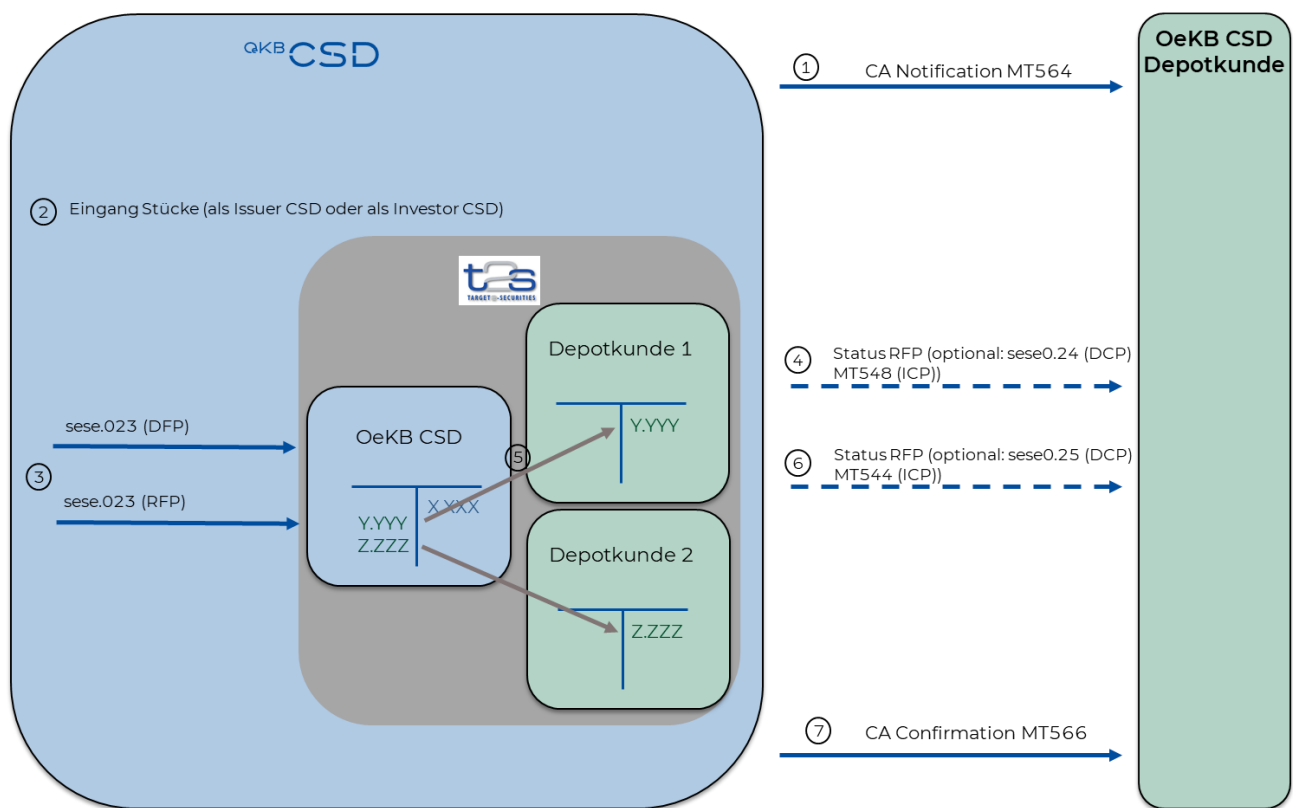 OKB CSD
1
CA Notification MT564
OeKB CSD
Depotkunde
2
Eingang Stücke (als Issuer CSD oder als Investor CSD)
t2s
TARGET2-SECURITIES
Depotkunde 1
Y.YYY
4
Status RFP (optional: sese0.24 (DCP)
MT548 (ICP))
sese.023 (DFP)
OeKB CSD
5
3
6
Status RFP (optional: sese0.25 (DCP)
MT544 (ICP))
sese.023 (RFP)
X.XXX
Y.YYY
Z.ZZZ
Depotkunde 2
Z.ZZZ
7
CA Confirmation MT566